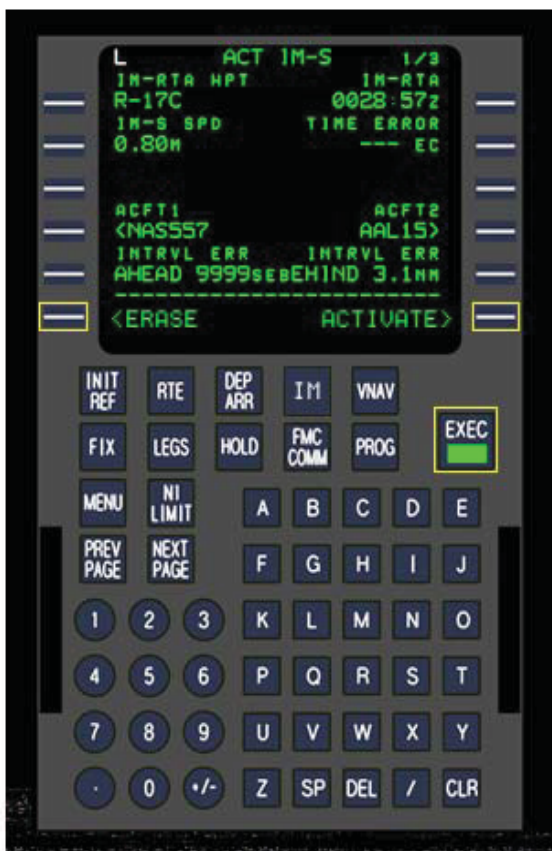 L ACT IM-S 1/3
IM-RTA WPT IM-RTA
R-17C 0028:57Z
IM-S SPD TIME ERROR
0.80M --- EC
ACFT1 ACFT2
<NAS557 AAL15>
INTRVL ERR INTRVL ERR
AHEAD 9999SEBEHIND 3.1NM
------------------------
<ERASE ACTIVATE>
INIT REF RTE DEP ARR IM VNAV
FIX LEGS HOLD FMC COMM PROG EXEC
MENU N1 LIMIT A B C D E
PREV PAGE NEXT PAGE F G H I J
1 2 3 K L M N O
4 5 6 P Q R S T
7 8 9 U V W X Y
. 0 +/- Z SP DEL / CLR